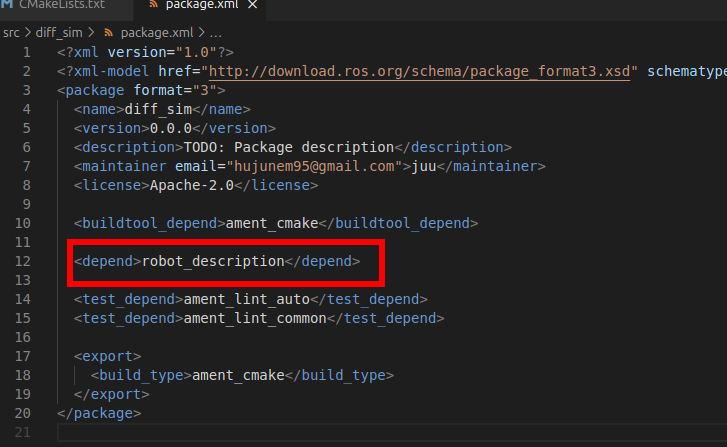 CMakeLists.txt package.xml ×
src > diff_sim > package.xml > ...
1 <?xml version="1.0"?>
2 <?xml-model href="http://download.ros.org/schema/package_format3.xsd" schematype
3 <package format="3">
4 <name>diff_sim</name>
5 <version>0.0.0</version>
6 <description>TODO: Package description</description>
7 <maintainer email="hujunem95@gmail.com">juu</maintainer>
8 <license>Apache-2.0</license>
9
10 <buildtool_depend>ament_cmake</buildtool_depend>
11
12 <depend>robot_description</depend>
13
14 <test_depend>ament_lint_auto</test_depend>
15 <test_depend>ament_lint_common</test_depend>
16
17 <export>
18 <build_type>ament_cmake</build_type>
19 </export>
20 </package>
21